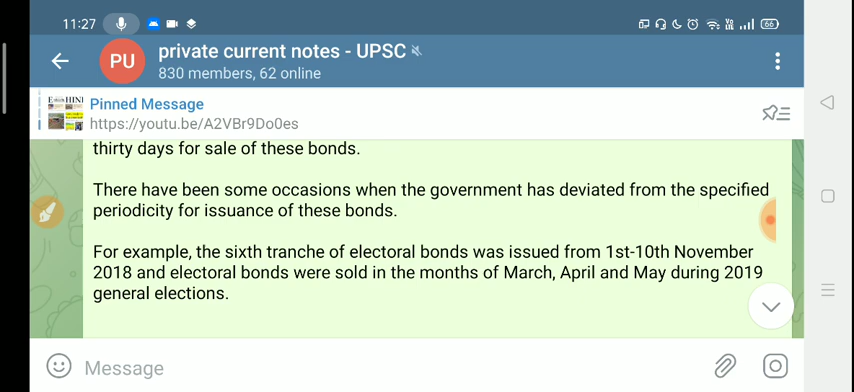 11:27
66
PU
private current notes - UPSC
830 members, 62 online
Pinned Message
https://youtu.be/A2VBr9Do0es
thirty days for sale of these bonds.
There have been some occasions when the government has deviated from the specified
periodicity for issuance of these bonds.
For example, the sixth tranche of electoral bonds was issued from 1st-10th November
2018 and electoral bonds were sold in the months of March, April and May during 2019
general elections.
Message